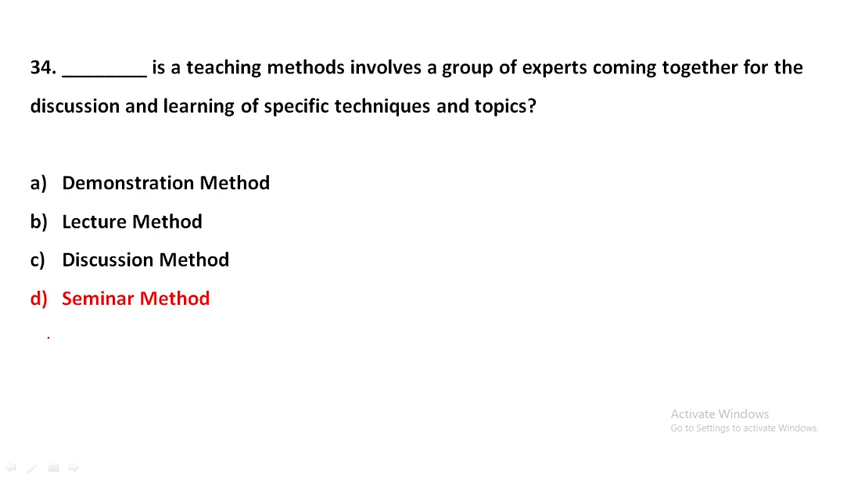 34. ________ is a teaching methods involves a group of experts coming together for the
discussion and learning of specific techniques and topics?
a) Demonstration Method
b) Lecture Method
c) Discussion Method
d) Seminar Method
Activate Windows
Go to Settings to activate Windows.